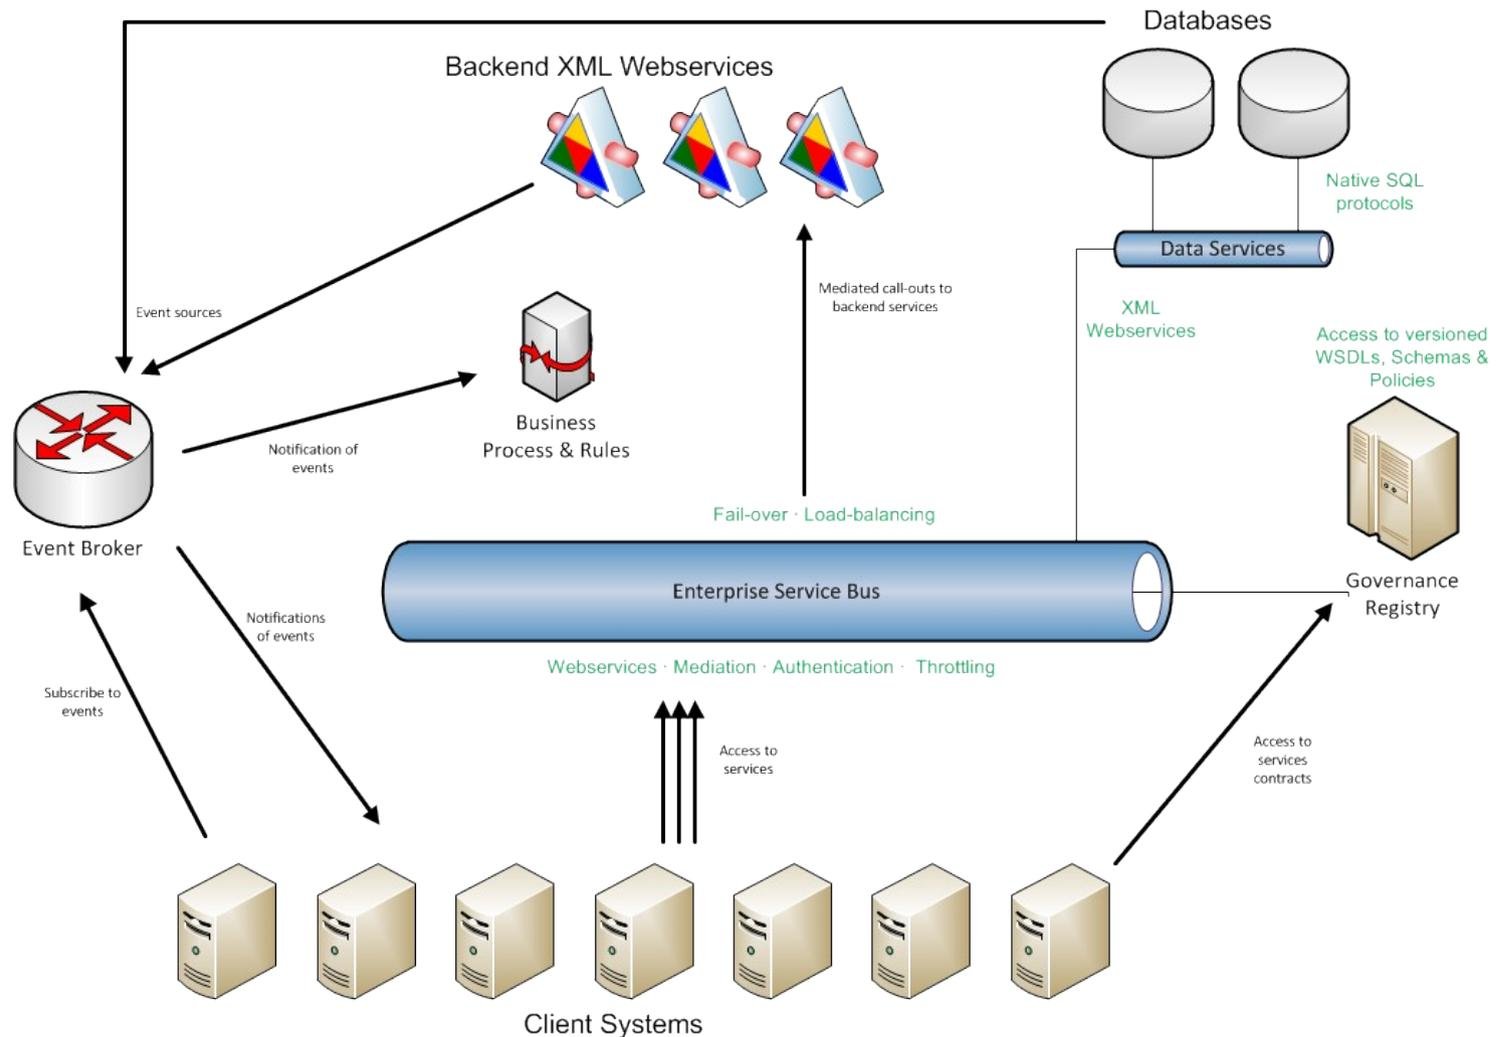 Databases
Backend XML Webservices
Native SQL
protocols
Data Services
Mediated call-outs to
backend services
Event sources
XML
Webservices
Access to versioned
WSDLs, Schemas &
Policies
Business
Process & Rules
Notification of
events
Fail-over · Load-balancing
Event Broker
Enterprise Service Bus
Governance
Registry
Notifications
of events
Webservices · Mediation · Authentication · Throttling
Subscribe to
events
Access to
services
Access to
services
contracts
Client Systems